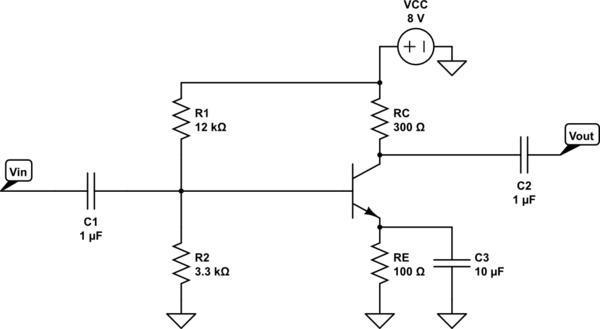 VCC
8 V
+ −
R1
12 kΩ
RC
300 Ω
Vin
Vout
C1
1 µF
C2
1 µF
R2
3.3 kΩ
RE
100 Ω
C3
10 µF